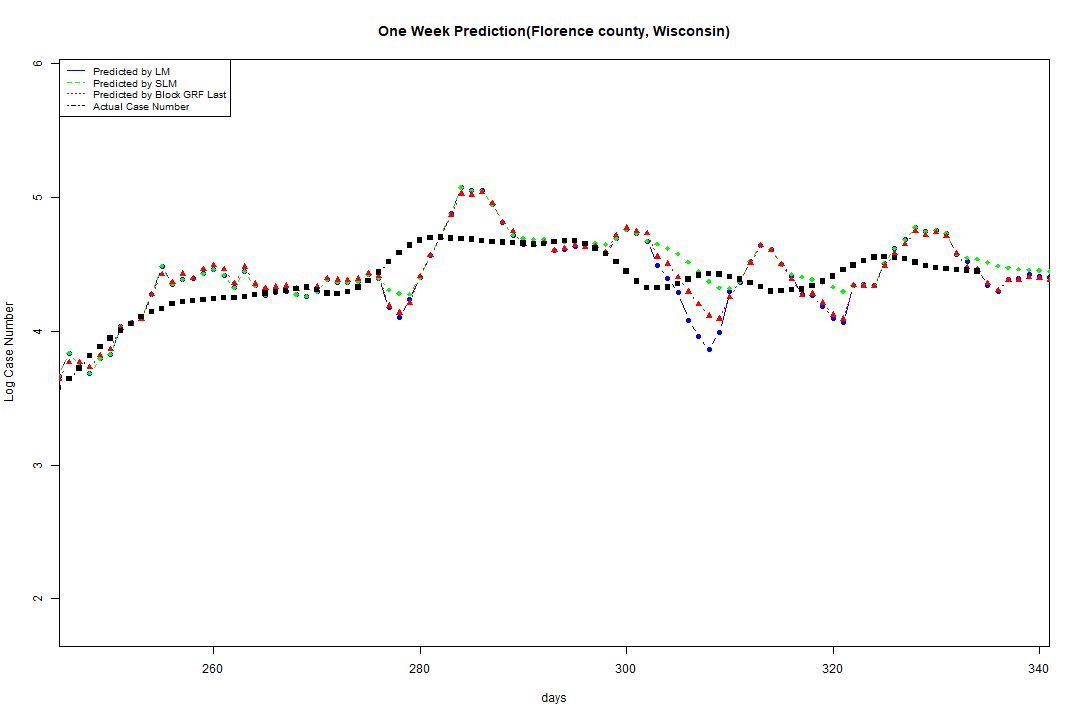 One Week Prediction(Florence county, Wisconsin)
Predicted by LM
Predicted by SLM
Predicted by Block GRF Last
Actual Case Number
6
5
4
3
2
Log Case Number
260 280 300 320 340
days